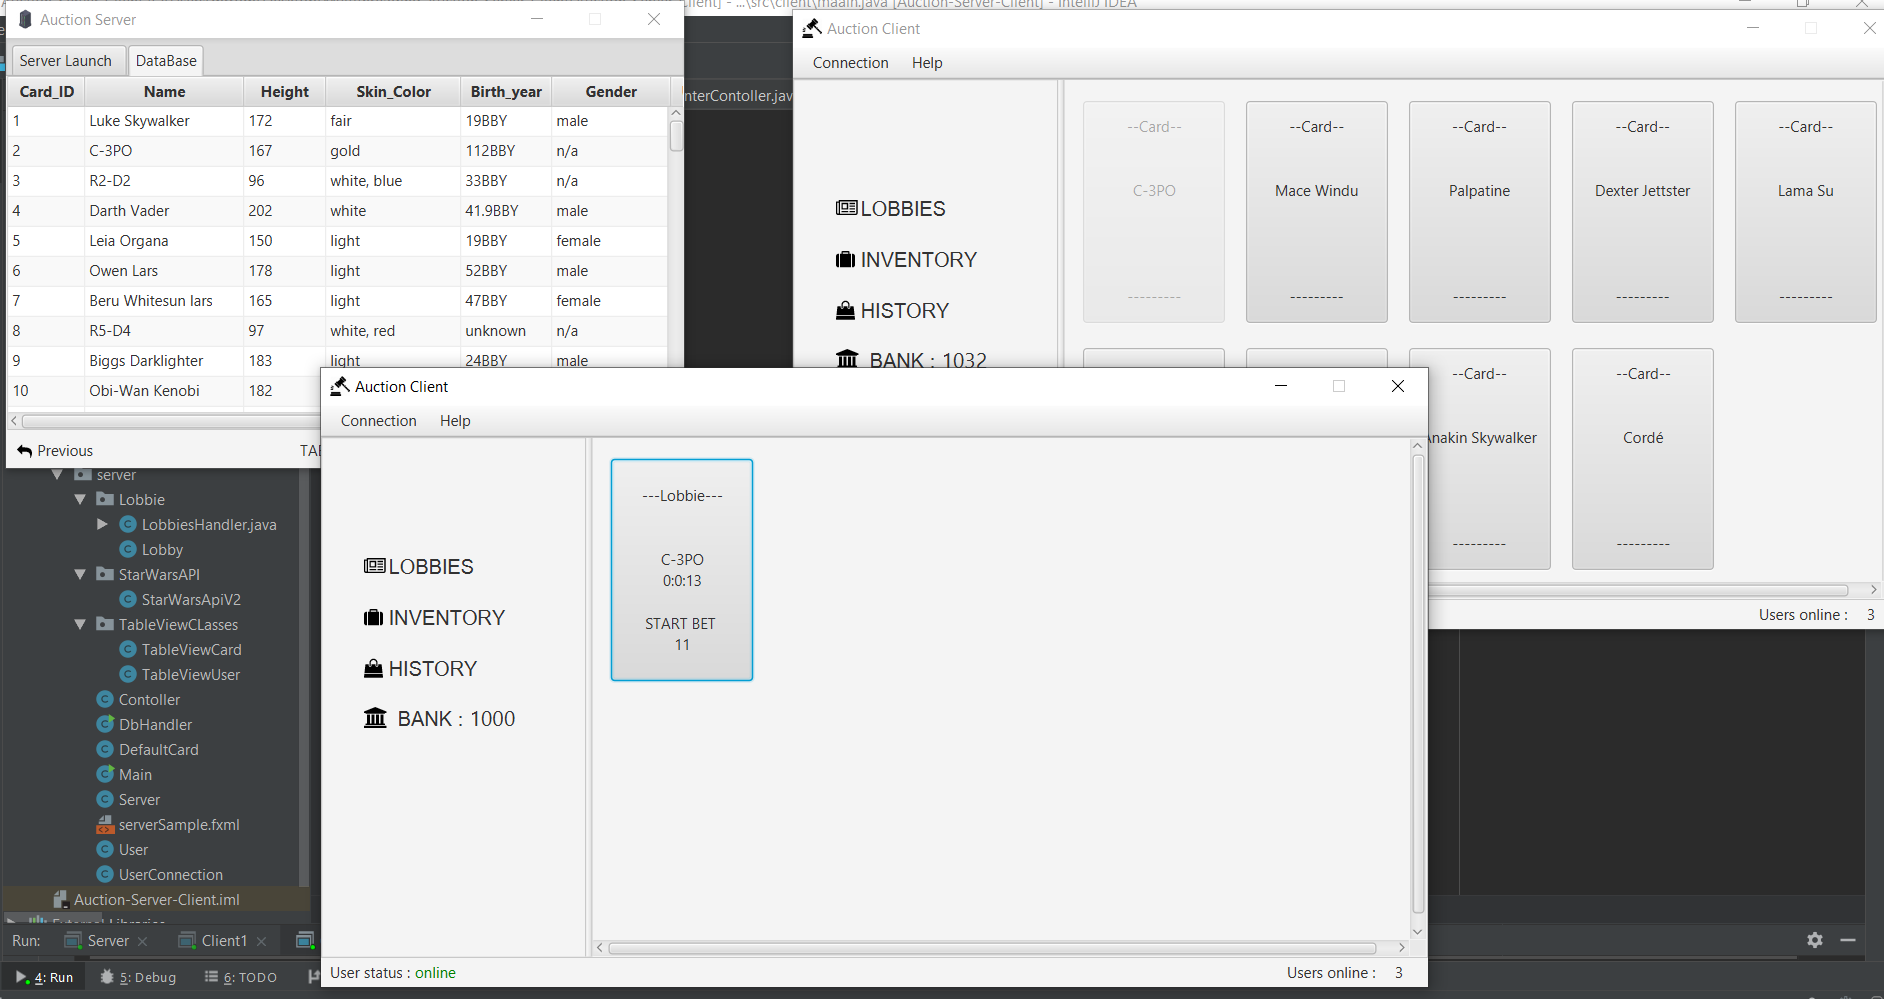 Client] - ...\src\client\maain.java [Auction-Server-Client] - IntelliJ IDEA
Auction Server
Server Launch DataBase
Card_ID Name Height Skin_Color Birth_year Gender
1 Luke Skywalker 172 fair 19BBY male
2 C-3PO 167 gold 112BBY n/a
3 R2-D2 96 white, blue 33BBY n/a
4 Darth Vader 202 white 41.9BBY male
5 Leia Organa 150 light 19BBY female
6 Owen Lars 178 light 52BBY male
7 Beru Whitesun lars 165 light 47BBY female
8 R5-D4 97 white, red unknown n/a
9 Biggs Darklighter 183 light 24BBY male
10 Obi-Wan Kenobi 182
Previous TA
nterContoller.jav
Auction Client
Connection Help
LOBBIES
INVENTORY
HISTORY
BANK : 1032
--Card-- --Card-- --Card-- --Card-- --Card--
C-3PO Mace Windu Palpatine Dexter Jettster Lama Su
--------- --------- --------- --------- ---------
--Card-- --Card--
nakin Skywalker Cordé
--------- ---------
Users online : 3
Auction Client
Connection Help
LOBBIES
INVENTORY
HISTORY
BANK : 1000
---Lobbie---
C-3PO
0:0:13
START BET
11
User status : online Users online : 3
server
Lobbie
LobbiesHandler.java
Lobby
StarWarsAPI
StarWarsApiV2
TableViewCLasses
TableViewCard
TableViewUser
Contoller
DbHandler
DefaultCard
Main
Server
serverSample.fxml
User
UserConnection
Auction-Server-Client.iml
External Libraries
Run: Server Client1
4: Run 5: Debug 6: TODO